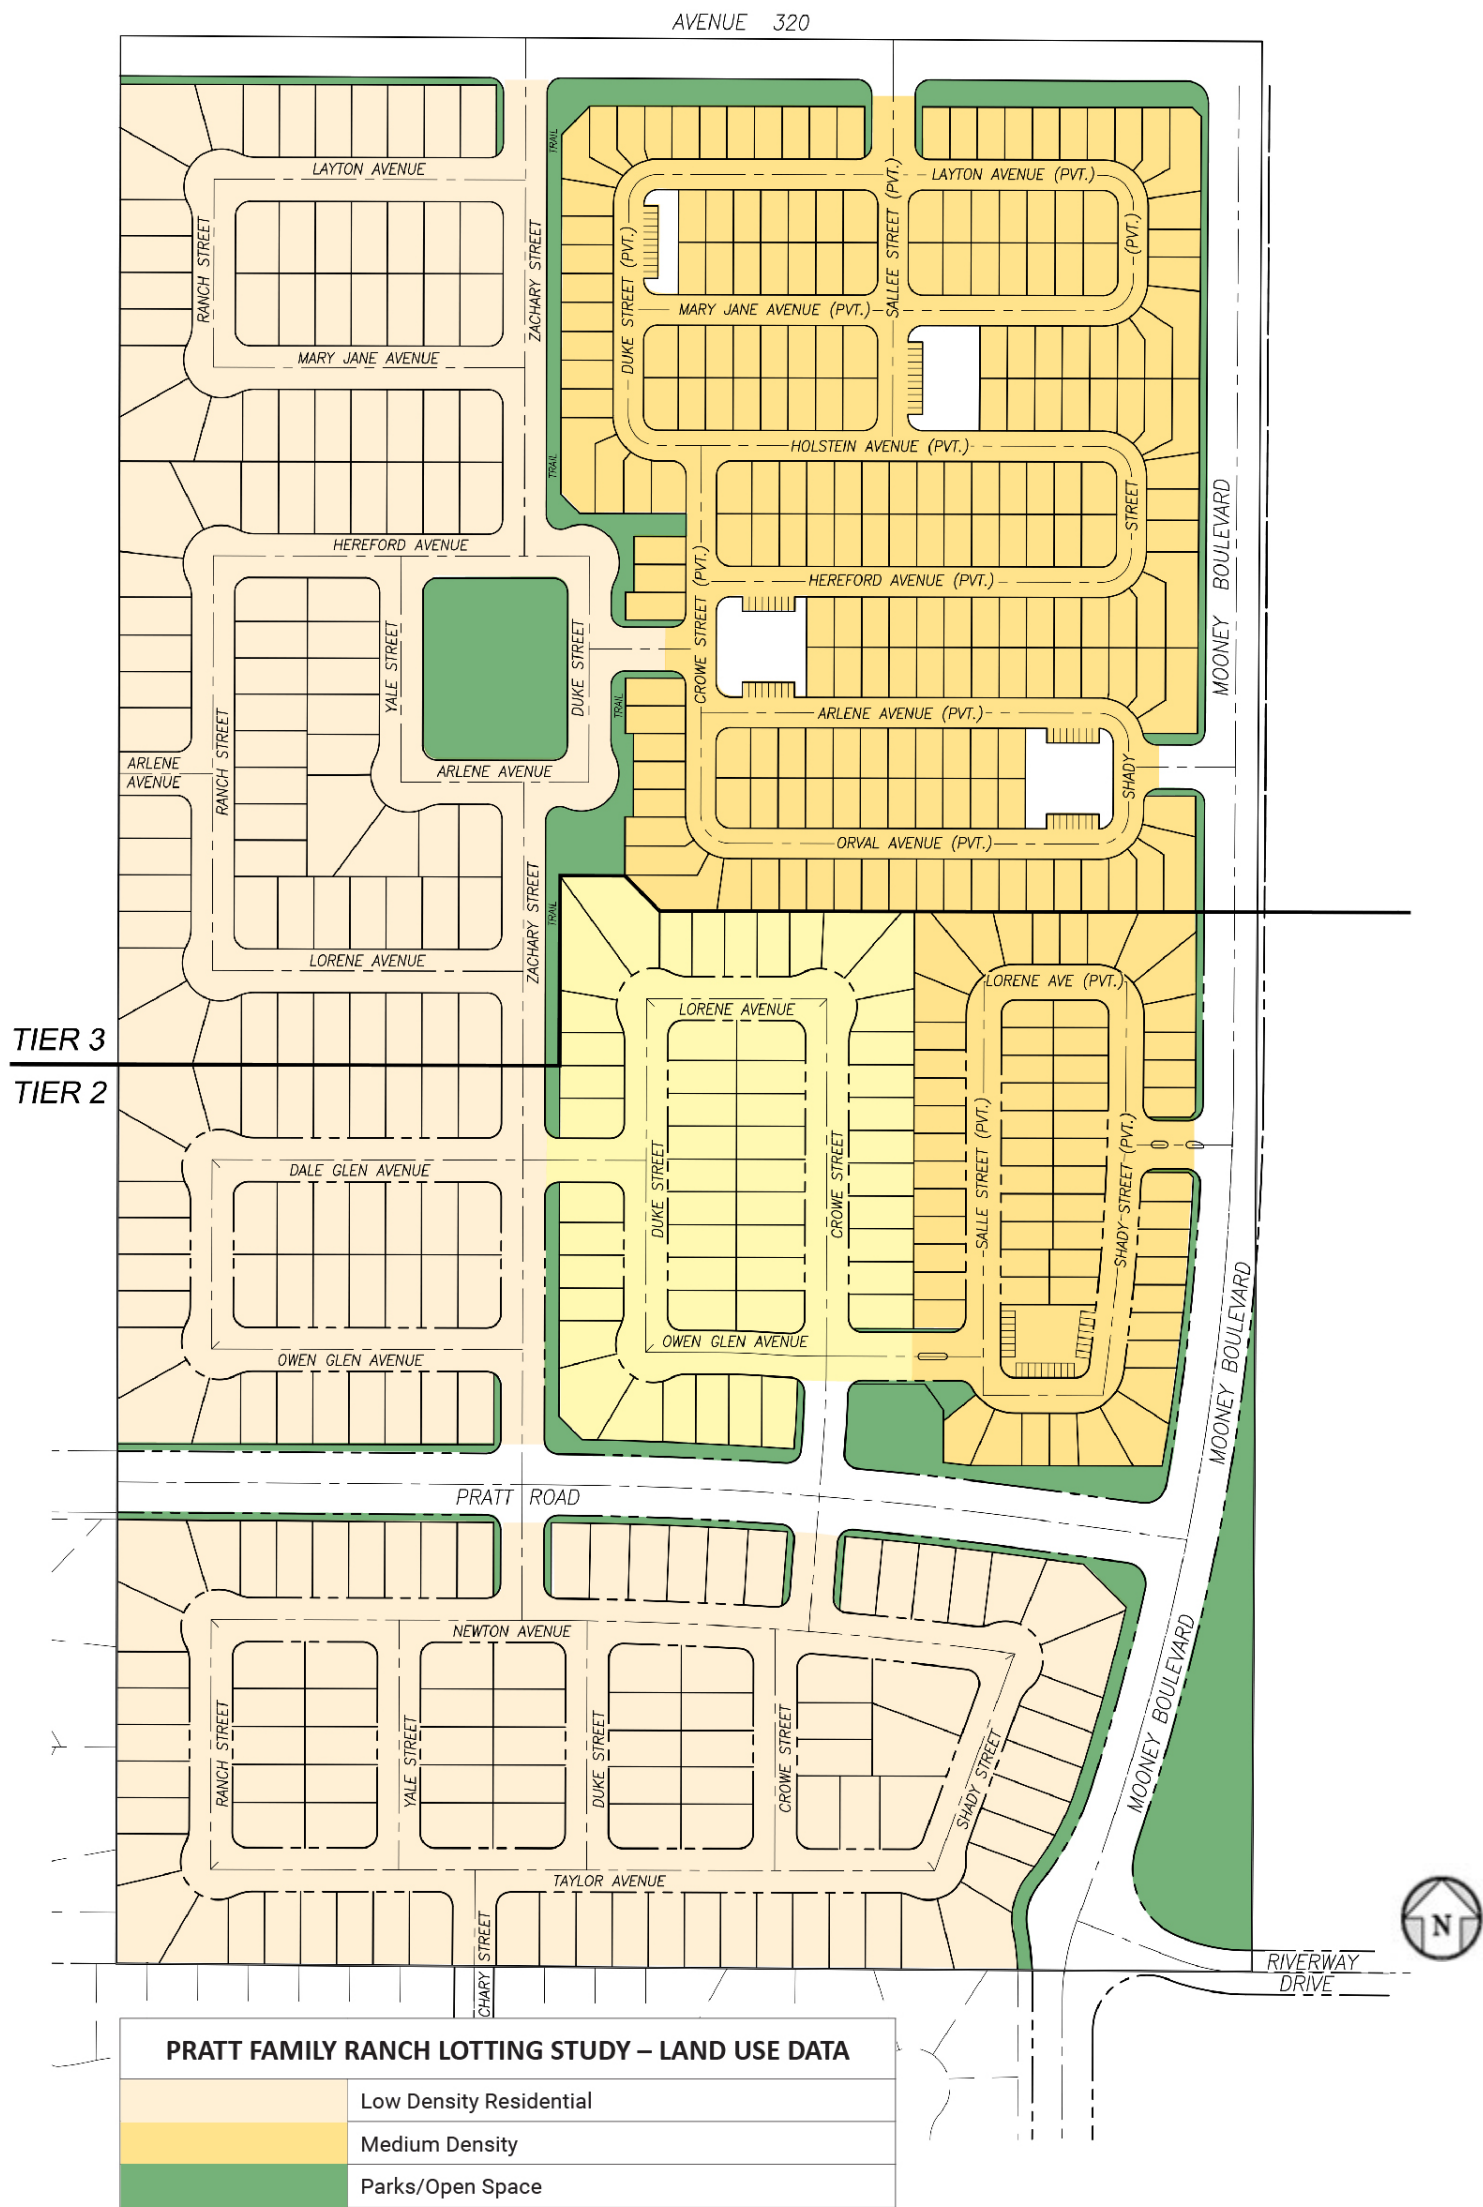 AVENUE 320
TRAIL
LAYTON AVENUE
LAYTON AVENUE (PVT.)
RANCH STREET
ZACHARY STREET
DUKE STREET (PVT.)
SALLEE STREET (PVT.)
(PVT.)
MARY JANE AVENUE (PVT.)
MARY JANE AVENUE
HOLSTEIN AVENUE (PVT.)
TRAIL
STREET
MOONEY BOULEVARD
HEREFORD AVENUE
HEREFORD AVENUE (PVT.)
CROWE STREET (PVT.)
YALE STREET
DUKE STREET
TRAIL
ARLENE AVENUE (PVT.)
RANCH STREET
ARLENE
AVENUE
ARLENE AVENUE
SHADY
ORVAL AVENUE (PVT.)
ZACHARY STREET
TRAIL
LORENE AVENUE
LORENE AVENUE
LORENE AVE (PVT.)
TIER 3
TIER 2
DALE GLEN AVENUE
DUKE STREET
CROWE STREET
SALLE STREET (PVT.)
SHADY STREET (PVT.)
OWEN GLEN AVENUE
OWEN GLEN AVENUE
MOONEY BOULEVARD
MOONEY BOULEVARD
PRATT ROAD
NEWTON AVENUE
RANCH STREET
YALE STREET
DUKE STREET
CROWE STREET
SHADY STREET
MOONEY BOULEVARD
TAYLOR AVENUE
STREET
CHARY
N
RIVERWAY
DRIVE
PRATT FAMILY RANCH LOTTING STUDY – LAND USE DATA
Low Density Residential
Medium Density
Parks/Open Space